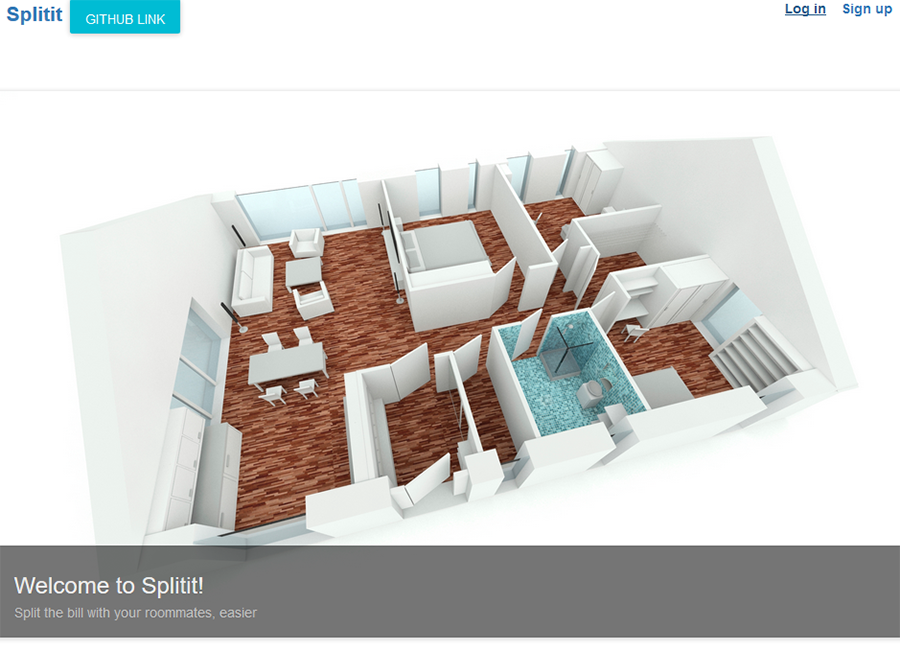 Splitit
GITHUB LINK
Log in
Sign up
Welcome to Splitit!
Split the bill with your roommates, easier